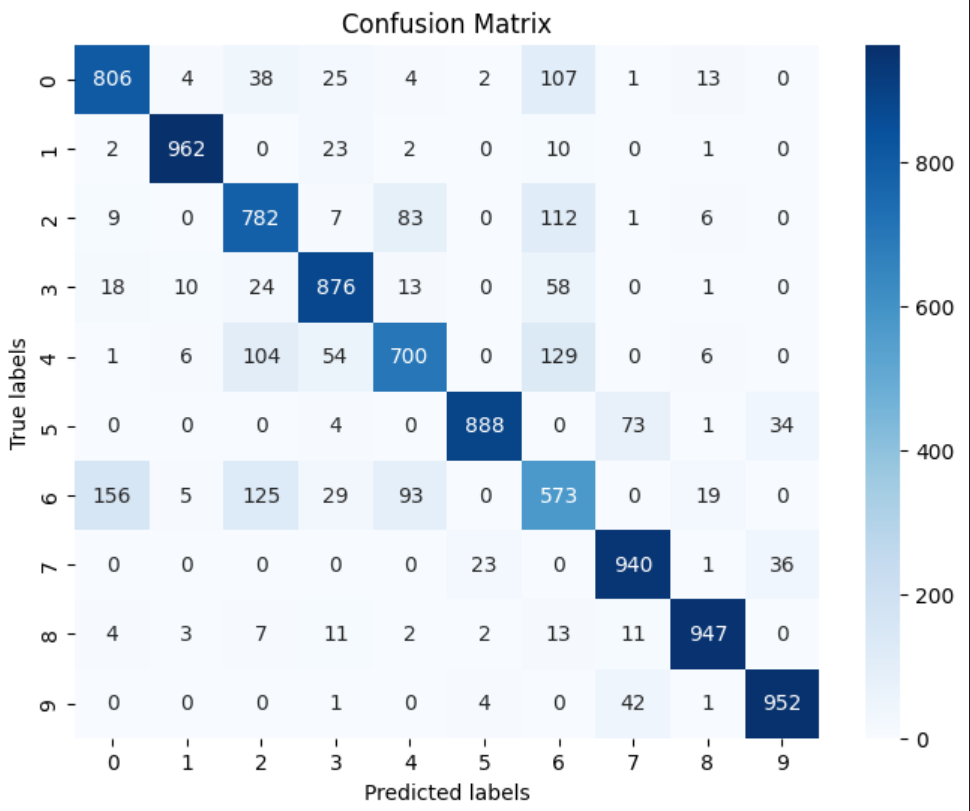 Confusion Matrix
0 806 4 38 25 4 2 107 1 13 0
1 2 962 0 23 2 0 10 0 1 0
2 9 0 782 7 83 0 112 1 6 0
3 18 10 24 876 13 0 58 0 1 0
4 1 6 104 54 700 0 129 0 6 0
5 0 0 0 4 0 888 0 73 1 34
6 156 5 125 29 93 0 573 0 19 0
7 0 0 0 0 0 23 0 940 1 36
8 4 3 7 11 2 2 13 11 947 0
9 0 0 0 1 0 4 0 42 1 952
0 1 2 3 4 5 6 7 8 9
Predicted labels
True labels
800
600
400
200
0